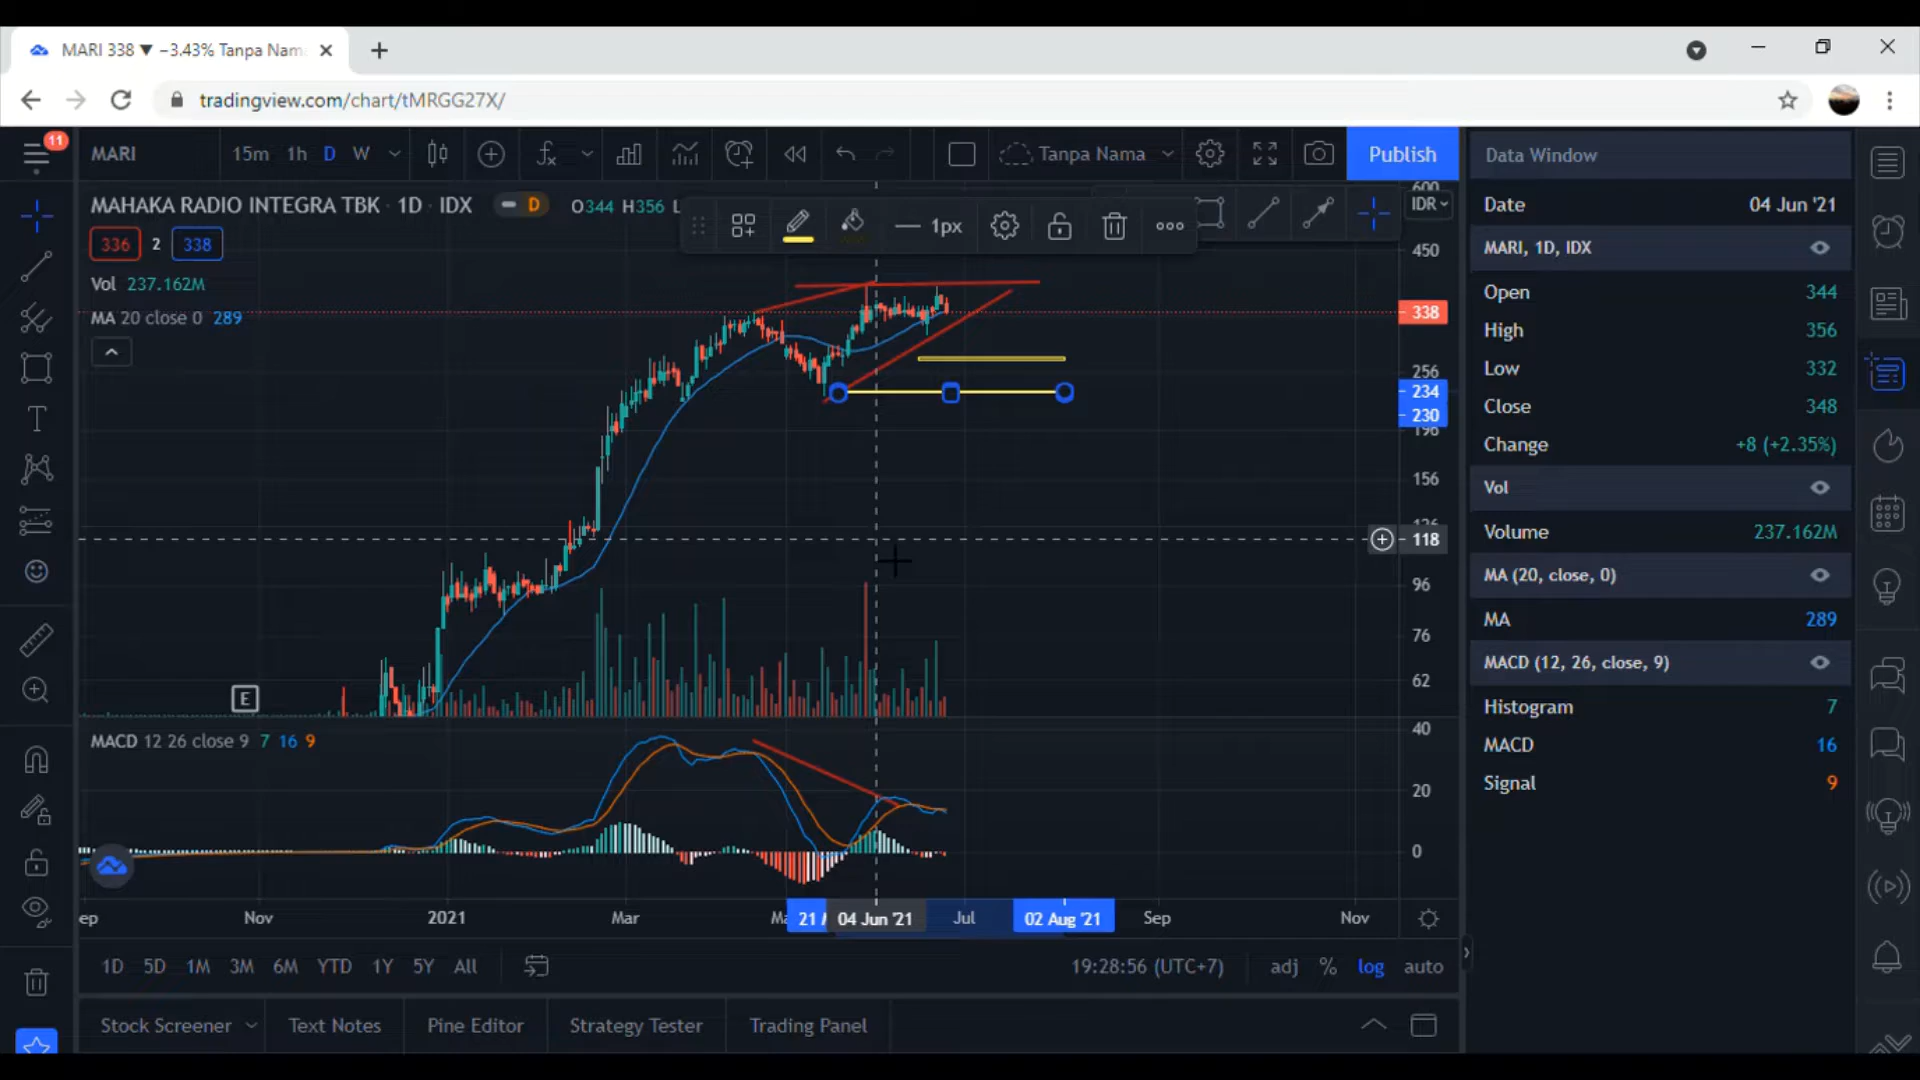 MARI 338 ▼ −3.43% Tanpa Nam
tradingview.com/chart/tMRGG27X/
11
MARI
15m 1h D W
Tanpa Nama
Publish
MAHAKA RADIO INTEGRA TBK · 1D · IDX
D
O344 H356 L
336 2 338
Vol 237.162M
MA 20 close 0 289
1px
600
IDR
450
338
256
234
230
196
156
118
96
76
62
E
MACD 12 26 close 9 7 16 9
40
20
0
ep Nov 2021 Mar 21 04 Jun '21 Jul 02 Aug '21 Sep Nov
1D 5D 1M 3M 6M YTD 1Y 5Y All
19:28:56 (UTC+7) adj % log auto
Stock Screener Text Notes Pine Editor Strategy Tester Trading Panel
Data Window
Date 04 Jun '21
MARI, 1D, IDX
Open 344
High 356
Low 332
Close 348
Change +8 (+2.35%)
Vol
Volume 237.162M
MA (20, close, 0)
MA 289
MACD (12, 26, close, 9)
Histogram 7
MACD 16
Signal 9